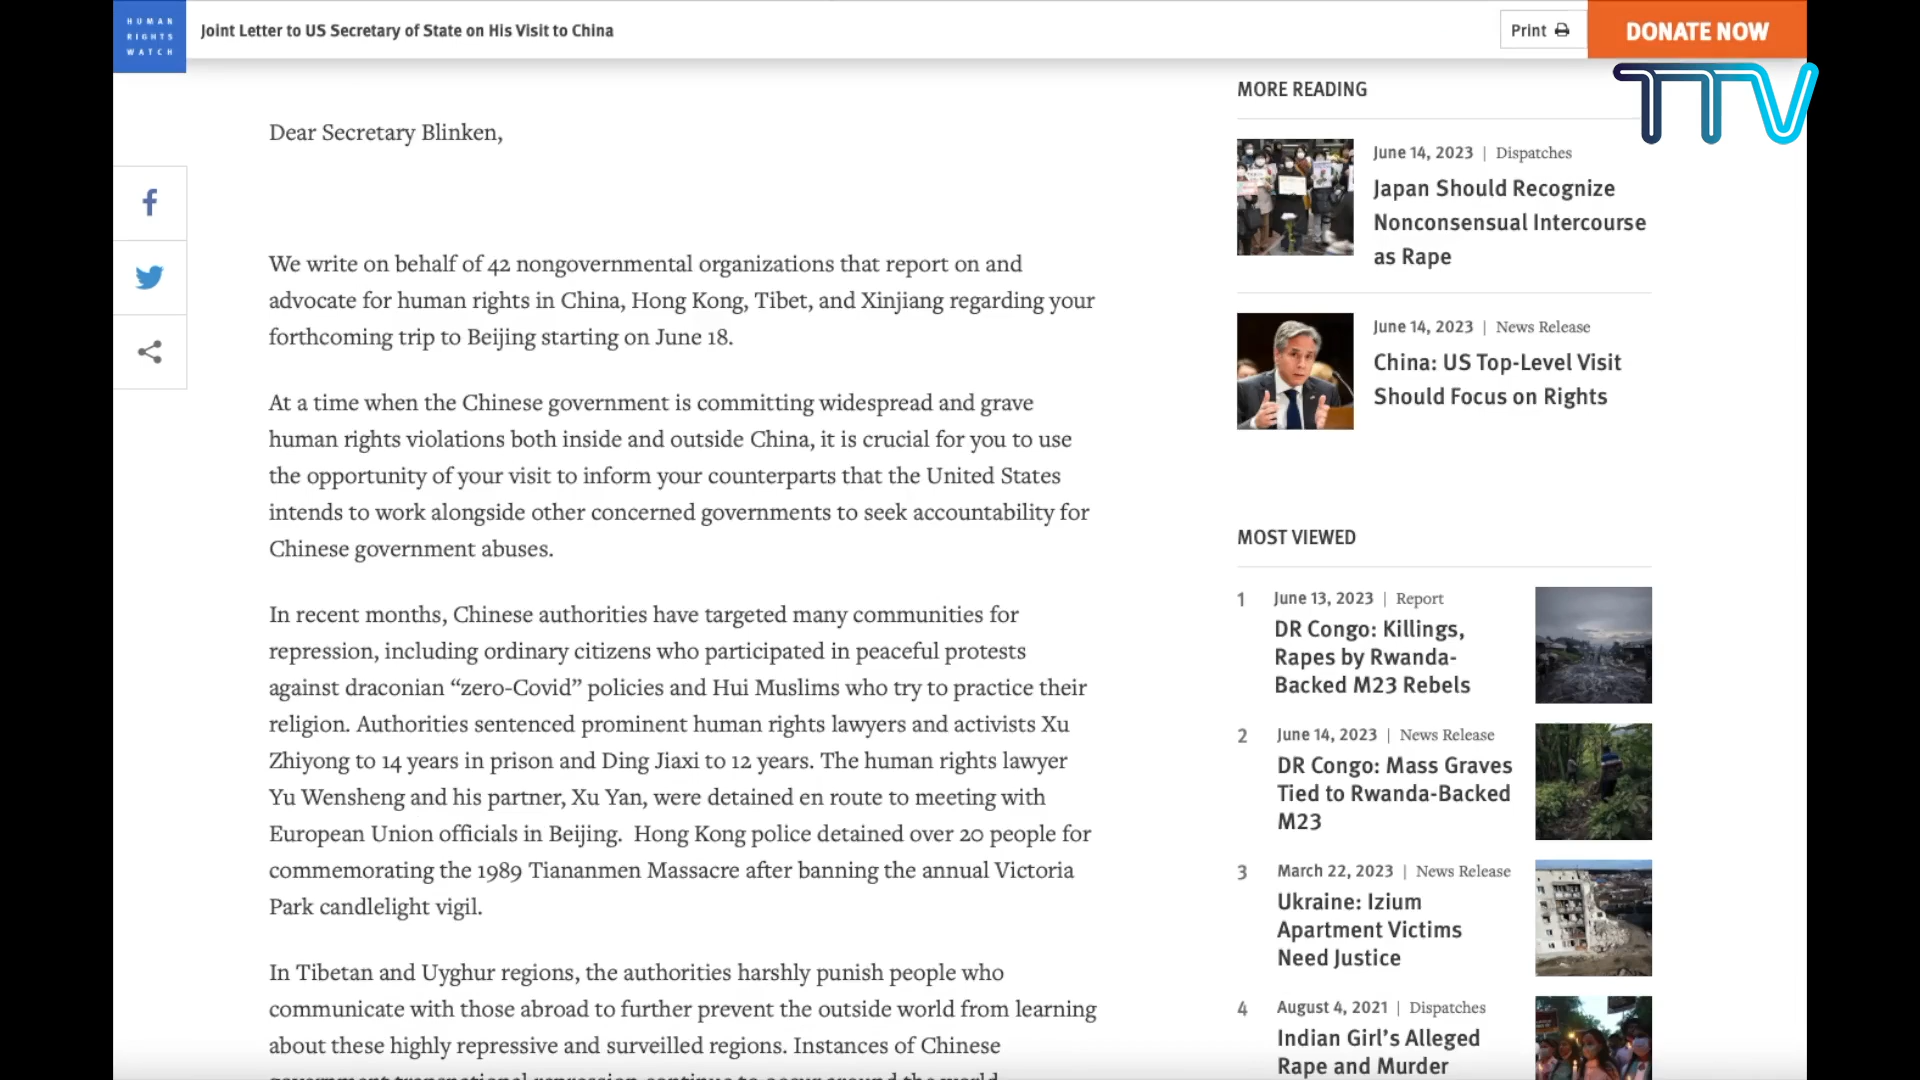 HUMAN
RIGHTS
WATCH
Joint Letter to US Secretary of State on His Visit to China
Print
DONATE NOW
TTV
Dear Secretary Blinken,
We write on behalf of 42 nongovernmental organizations that report on and
advocate for human rights in China, Hong Kong, Tibet, and Xinjiang regarding your
forthcoming trip to Beijing starting on June 18.
At a time when the Chinese government is committing widespread and grave
human rights violations both inside and outside China, it is crucial for you to use
the opportunity of your visit to inform your counterparts that the United States
intends to work alongside other concerned governments to seek accountability for
Chinese government abuses.
In recent months, Chinese authorities have targeted many communities for
repression, including ordinary citizens who participated in peaceful protests
against draconian “zero-Covid” policies and Hui Muslims who try to practice their
religion. Authorities sentenced prominent human rights lawyers and activists Xu
Zhiyong to 14 years in prison and Ding Jiaxi to 12 years. The human rights lawyer
Yu Wensheng and his partner, Xu Yan, were detained en route to meeting with
European Union officials in Beijing.  Hong Kong police detained over 20 people for
commemorating the 1989 Tiananmen Massacre after banning the annual Victoria
Park candlelight vigil.
In Tibetan and Uyghur regions, the authorities harshly punish people who
communicate with those abroad to further prevent the outside world from learning
about these highly repressive and surveilled regions. Instances of Chinese
government transnational repression continue to occur around the world
MORE READING
June 14, 2023 | Dispatches
Japan Should Recognize
Nonconsensual Intercourse
as Rape
June 14, 2023 | News Release
China: US Top-Level Visit
Should Focus on Rights
MOST VIEWED
1 June 13, 2023 | Report
DR Congo: Killings,
Rapes by Rwanda-
Backed M23 Rebels
2 June 14, 2023 | News Release
DR Congo: Mass Graves
Tied to Rwanda-Backed
M23
3 March 22, 2023 | News Release
Ukraine: Izium
Apartment Victims
Need Justice
4 August 4, 2021 | Dispatches
Indian Girl’s Alleged
Rape and Murder